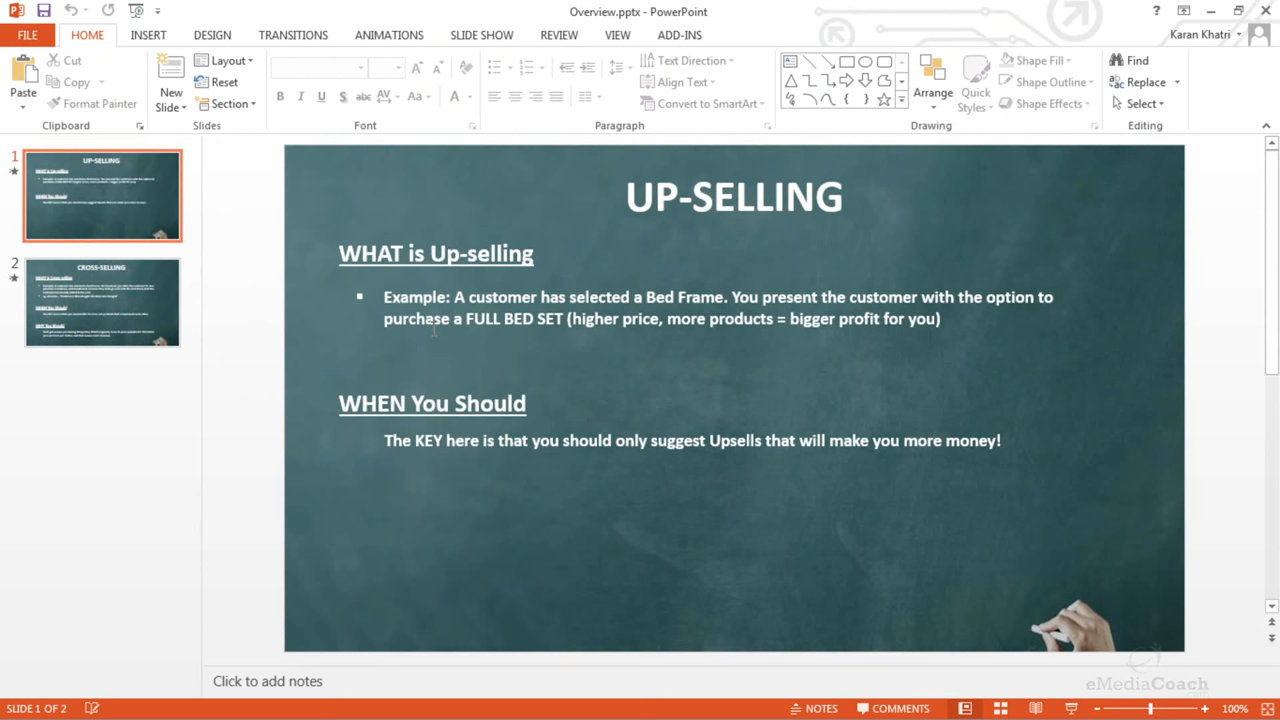 Overview.pptx - PowerPoint
?
FILE
HOME
INSERT
DESIGN
TRANSITIONS
ANIMATIONS
SLIDE SHOW
REVIEW
VIEW
ADD-INS
Karan Khatri
Paste
Cut
Copy
Format Painter
Clipboard
New
Slide
Layout
Reset
Section
Slides
B I U S abc AV Aa A
Font
Text Direction
Align Text
Convert to SmartArt
Paragraph
Arrange
Quick
Styles
Shape Fill
Shape Outline
Shape Effects
Drawing
Find
Replace
Select
Editing
1
UP-SELLING
2
CROSS-SELLING
UP-SELLING
WHAT is Up-selling
Example: A customer has selected a Bed Frame. You present the customer with the option to
purchase a FULL BED SET (higher price, more products = bigger profit for you)
WHEN You Should
The KEY here is that you should only suggest Upsells that will make you more money!
Click to add notes
eMediaCoach
.com
SLIDE 1 OF 2
NOTES
COMMENTS
100%